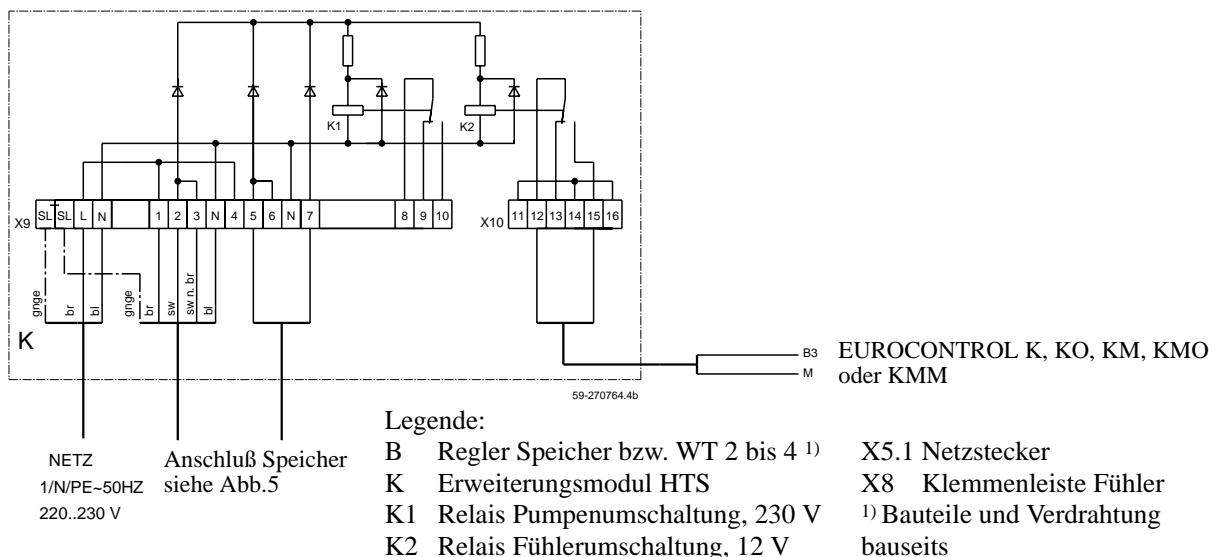 K1
K2
X9
SL
SL
L
N
1
2
3
N
4
5
6
N
7
8
9
10
X10
11
12
13
14
15
16
gnge
br
bl
gnge
br
sw
sw n. br
bl
K
B3
M
EUROCONTROL K, KO, KM, KMO
oder KMM
59-270764.4b
NETZ
1/N/PE~50HZ
220..230 V
Anschluß Speicher
siehe Abb.5
Legende:
B Regler Speicher bzw. WT 2 bis 4 1)
K Erweiterungsmodul HTS
K1 Relais Pumpenumschaltung, 230 V
K2 Relais Fühlerumschaltung, 12 V
X5.1 Netzstecker
X8 Klemmenleiste Fühler
1) Bauteile und Verdrahtung
bauseits